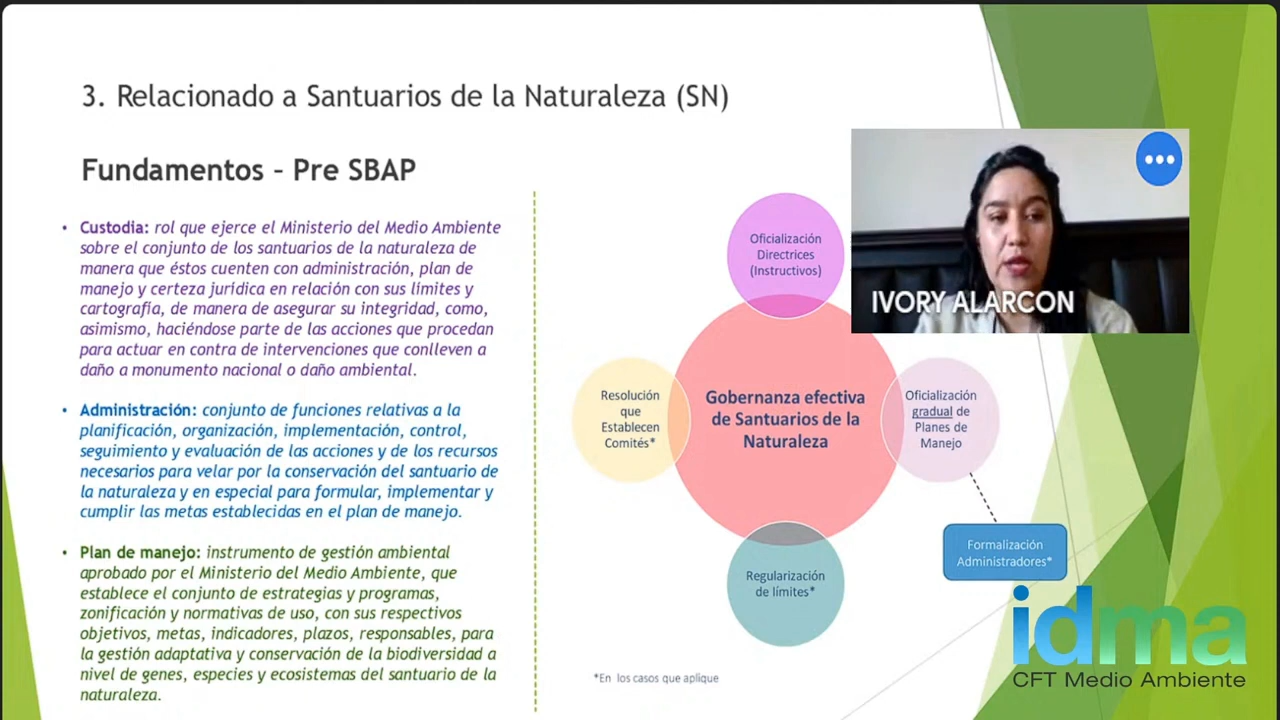 3. Relacionado a Santuarios de la Naturaleza (SN)
Fundamentos – Pre SBAP
• Custodia: rol que ejerce el Ministerio del Medio Ambiente
sobre el conjunto de los santuarios de la naturaleza de
manera que éstos cuenten con administración, plan de
manejo y certeza jurídica en relación con sus límites y
cartografía, de manera de asegurar su integridad, como,
asimismo, haciéndose parte de las acciones que procedan
para actuar en contra de intervenciones que conlleven a
daño a monumento nacional o daño ambiental.
• Administración: conjunto de funciones relativas a la
planificación, organización, implementación, control,
seguimiento y evaluación de las acciones y de los recursos
necesarios para velar por la conservación del santuario de
la naturaleza y en especial para formular, implementar y
cumplir las metas establecidas en el plan de manejo.
• Plan de manejo: instrumento de gestión ambiental
aprobado por el Ministerio del Medio Ambiente, que
establece el conjunto de estrategias y programas,
zonificación y normativas de uso, con sus respectivos
objetivos, metas, indicadores, plazos, responsables, para
la gestión adaptativa y conservación de la biodiversidad a
nivel de genes, especies y ecosistemas del santuario de la
naturaleza.
Oficialización
Directrices
(Instructivos)
Resolución
que
Establecen
Comités*
Gobernanza efectiva
de Santuarios de la
Naturaleza
Oficialización
gradual de
Planes de
Manejo
Regularización
de límites*
Formalización
Administradores*
*En los casos que aplique
IVORY ALARCON
idma
CFT Medio Ambiente